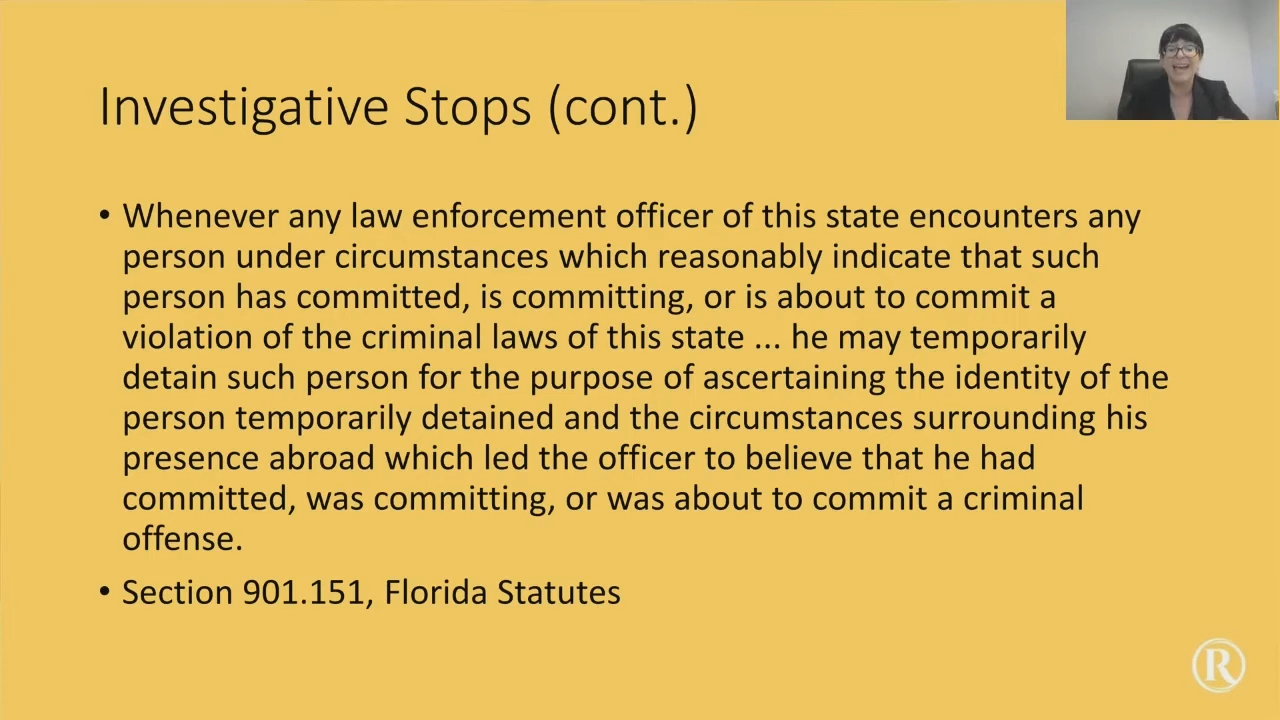 Investigative Stops (cont.)
• Whenever any law enforcement officer of this state encounters any
person under circumstances which reasonably indicate that such
person has committed, is committing, or is about to commit a
violation of the criminal laws of this state ... he may temporarily
detain such person for the purpose of ascertaining the identity of the
person temporarily detained and the circumstances surrounding his
presence abroad which led the officer to believe that he had
committed, was committing, or was about to commit a criminal
offense.
• Section 901.151, Florida Statutes
R